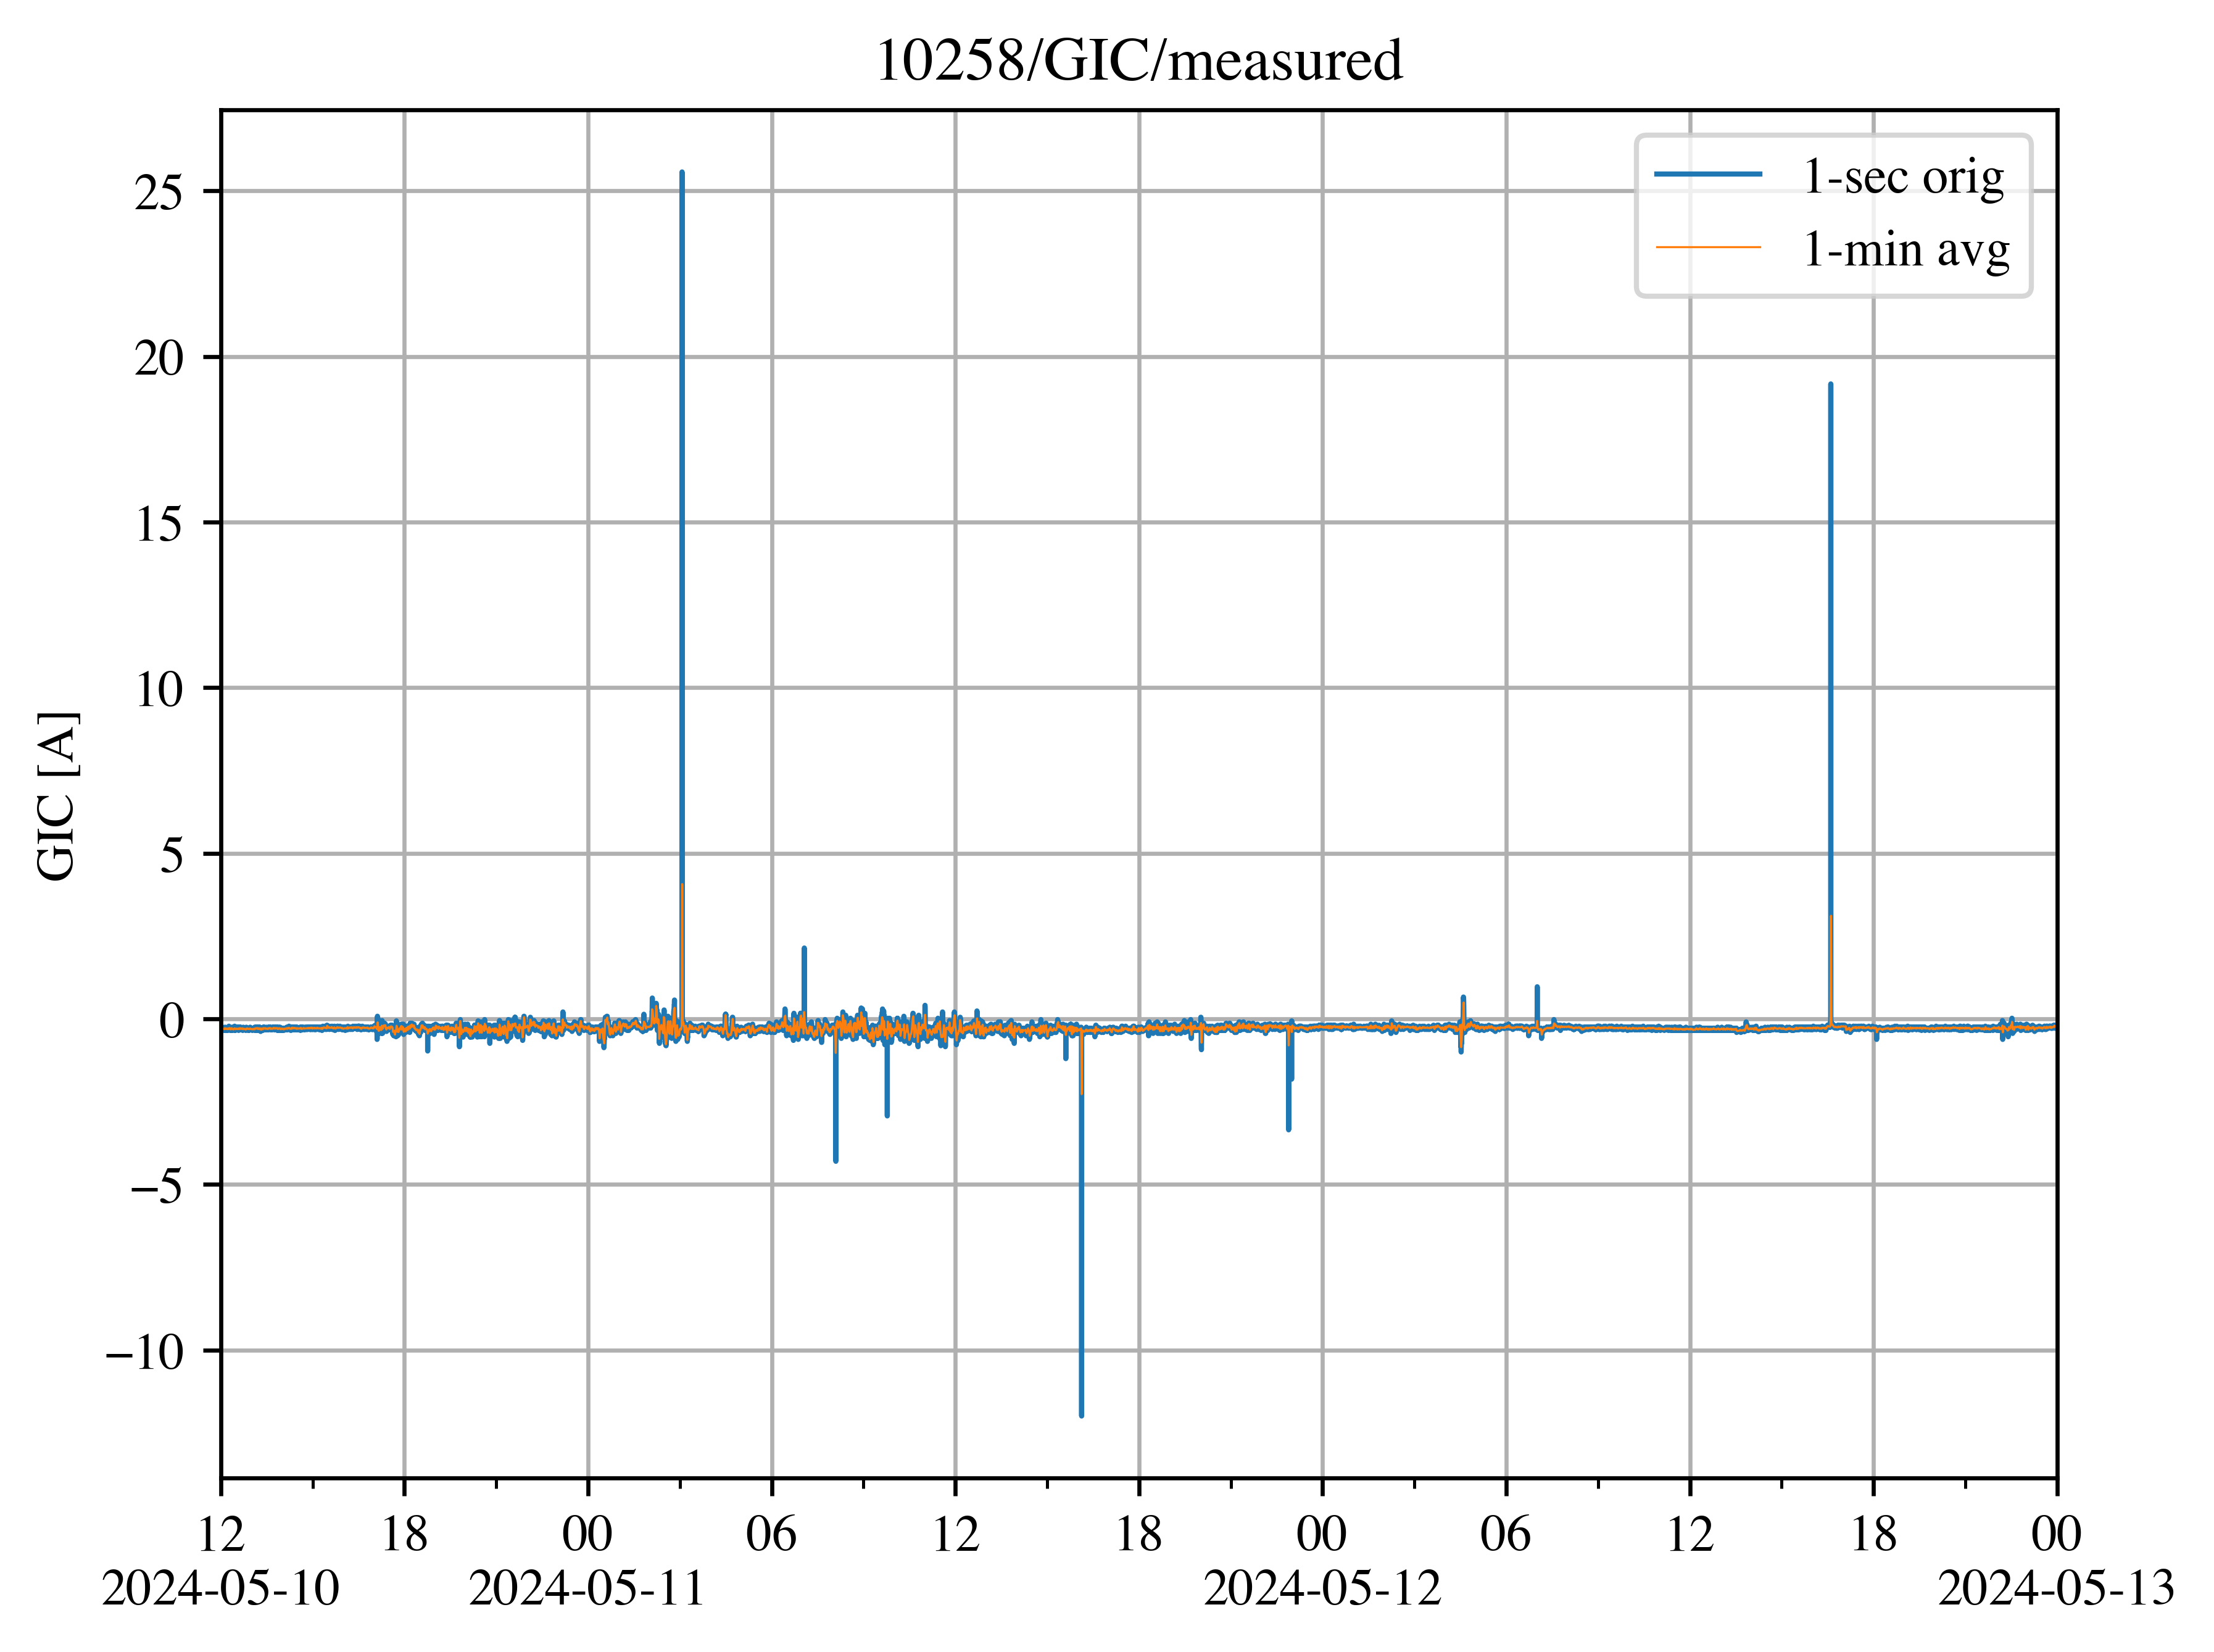 10258/GIC/measured
1-sec orig
1-min avg
25
20
15
10
5
0
−5
−10
GIC [A]
12 18 00 06 12 18 00 06 12 18 00
2024-05-10 2024-05-11 2024-05-12 2024-05-13